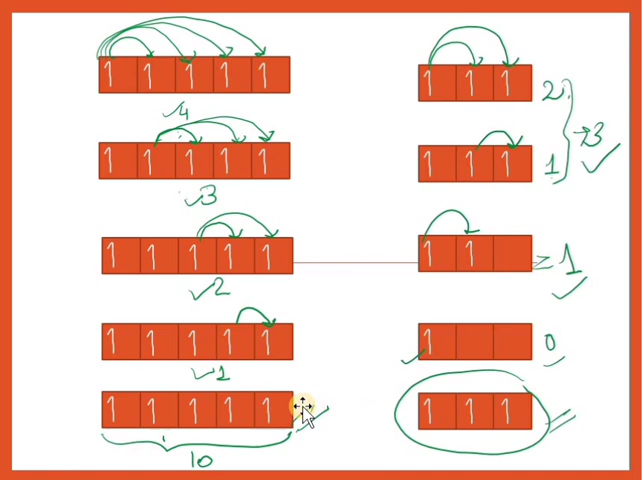 1 1 1 1 1
4
1 1 1 1 1
3
1 1 1 1 1
2
1 1 1 1 1
1
1 1 1 1 1
10
1 1 1 2
1 1 1 1
→3
1 1 = 1
1 0
1 1 1